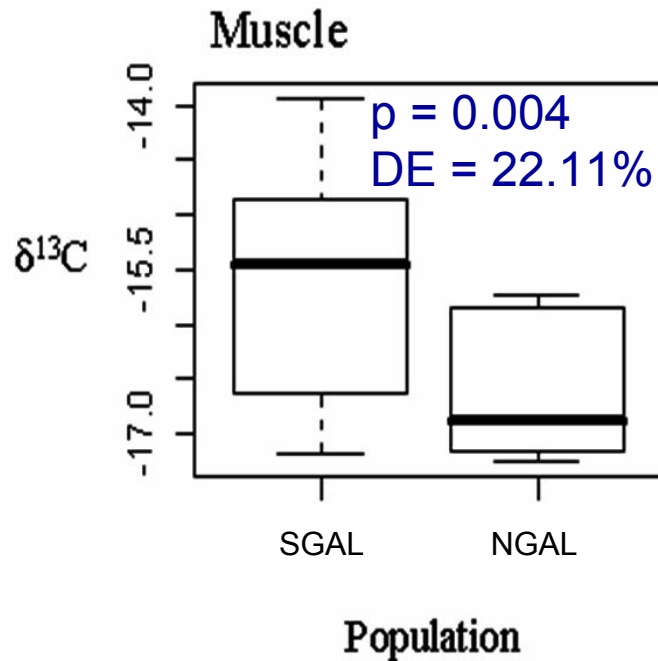 Muscle
p = 0.004
DE = 22.11%
δ¹³C
-14.0
-15.5
-17.0
SGAL NGAL
Population